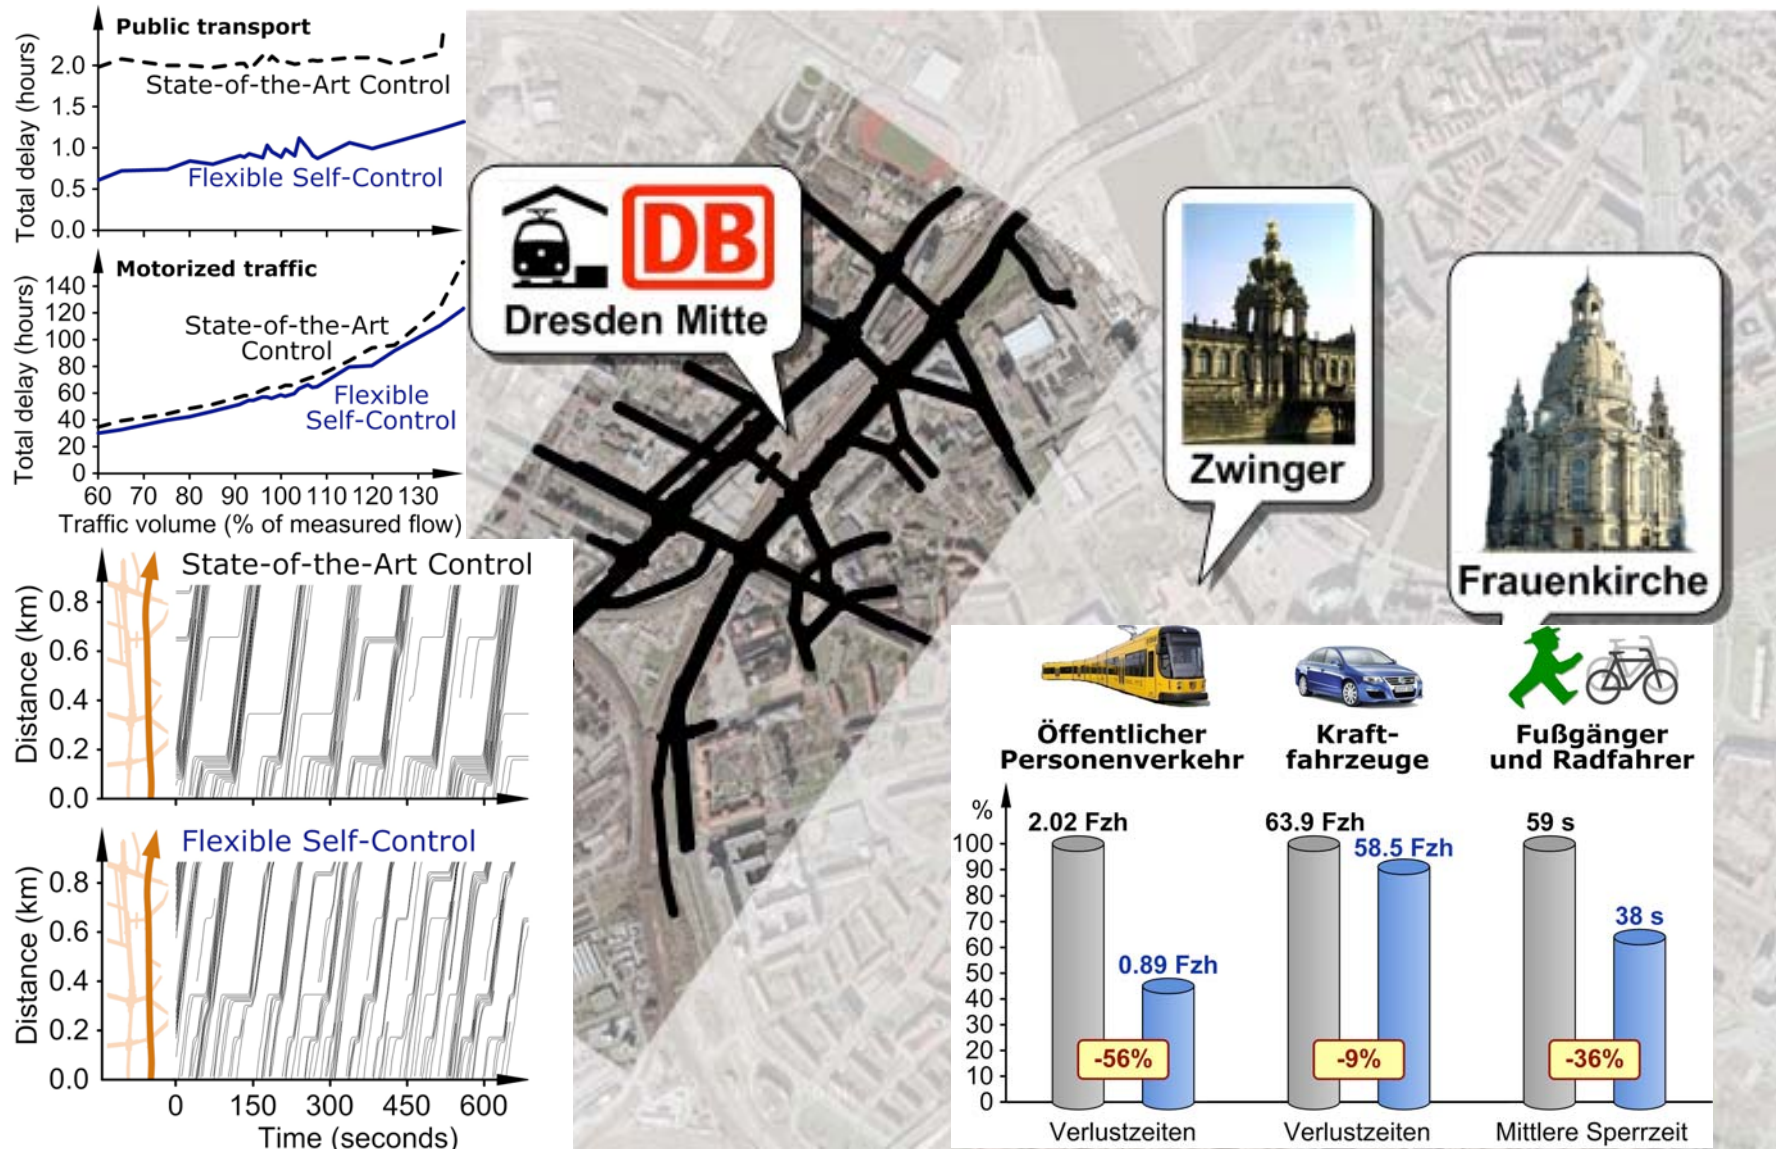 Public transport
State-of-the-Art Control
Flexible Self-Control
Total delay (hours)
2.0
1.5
1.0
0.5
0.0
Motorized traffic
State-of-the-Art
Control
Flexible
Self-Control
Total delay (hours)
140
120
100
80
60
40
20
0
60 70 80 90 100 110 120 130
Traffic volume (% of measured flow)
State-of-the-Art Control
Distance (km)
0.8
0.6
0.4
0.2
0.0
Flexible Self-Control
Distance (km)
0.8
0.6
0.4
0.2
0.0
0 150 300 450 600
Time (seconds)
DB
Dresden Mitte
Zwinger
Frauenkirche
Öffentlicher
Personenverkehr
Kraft-
fahrzeuge
Fußgänger
und Radfahrer
%
100
90
80
70
60
50
40
30
20
10
0
2.02 Fzh
0.89 Fzh
-56%
63.9 Fzh
58.5 Fzh
-9%
59 s
38 s
-36%
Verlustzeiten
Verlustzeiten
Mittlere Sperrzeit